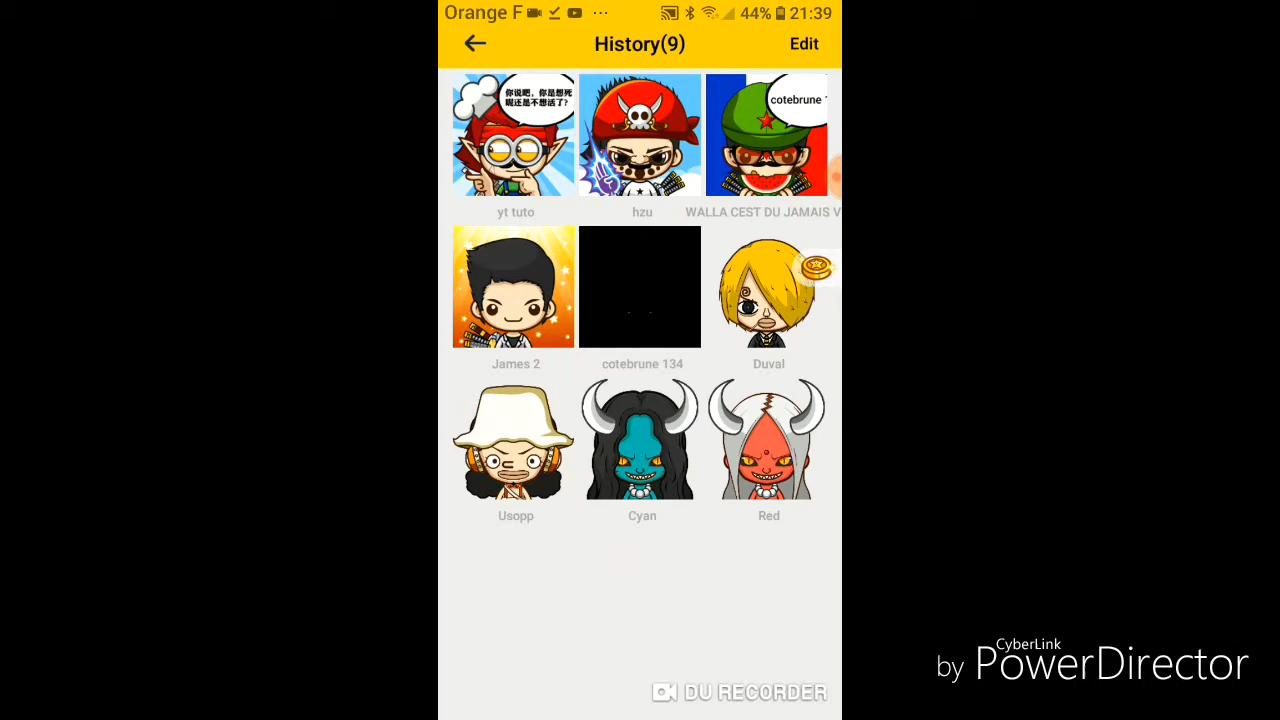 Orange F ... 44% 21:39
History(9)
Edit
你说吧，你是想死
呢还是不想活了?
cotebrune 1
yt tuto
hzu
WALLA CEST DU JAMAIS V
James 2
cotebrune 134
Duval
Usopp
Cyan
Red
CyberLink
by PowerDirector
DU RECORDER